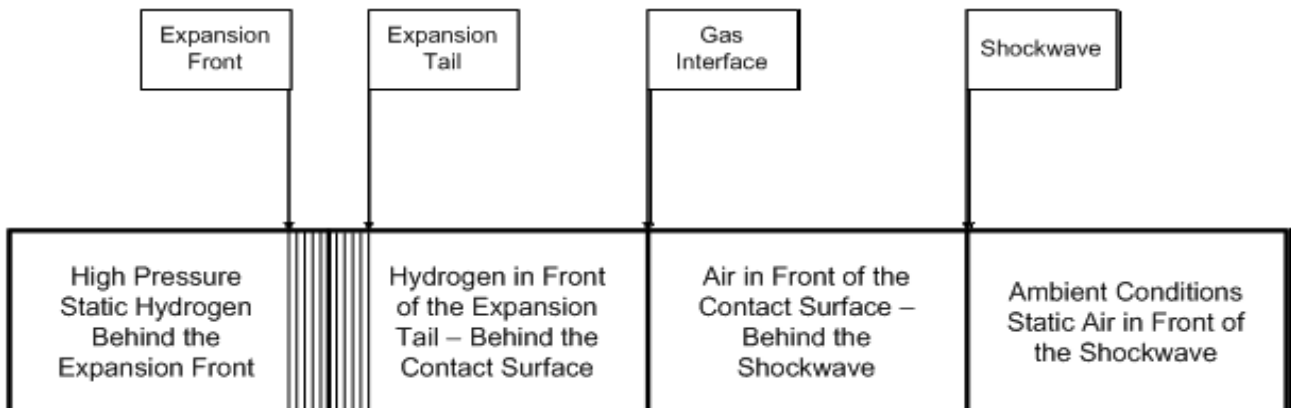 Expansion
Front
Expansion
Tail
Gas
Interface
Shockwave
High Pressure
Static Hydrogen
Behind the
Expansion Front
Hydrogen in Front
of the Expansion
Tail – Behind the
Contact Surface
Air in Front of the
Contact Surface –
Behind the
Shockwave
Ambient Conditions
Static Air in Front of
the Shockwave